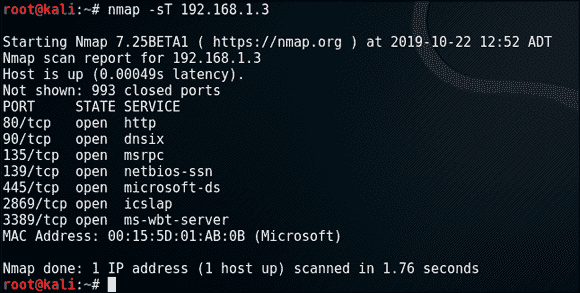 root@kali:~# nmap -sT 192.168.1.3
Starting Nmap 7.25BETA1 ( https://nmap.org ) at 2019-10-22 12:52 ADT
Nmap scan report for 192.168.1.3
Host is up (0.00049s latency).
Not shown: 993 closed ports
PORT     STATE SERVICE
80/tcp   open  http
90/tcp   open  dnsix
135/tcp  open  msrpc
139/tcp  open  netbios-ssn
445/tcp  open  microsoft-ds
2869/tcp open  icslap
3389/tcp open  ms-wbt-server
MAC Address: 00:15:5D:01:AB:0B (Microsoft)
Nmap done: 1 IP address (1 host up) scanned in 1.76 seconds
root@kali:~#